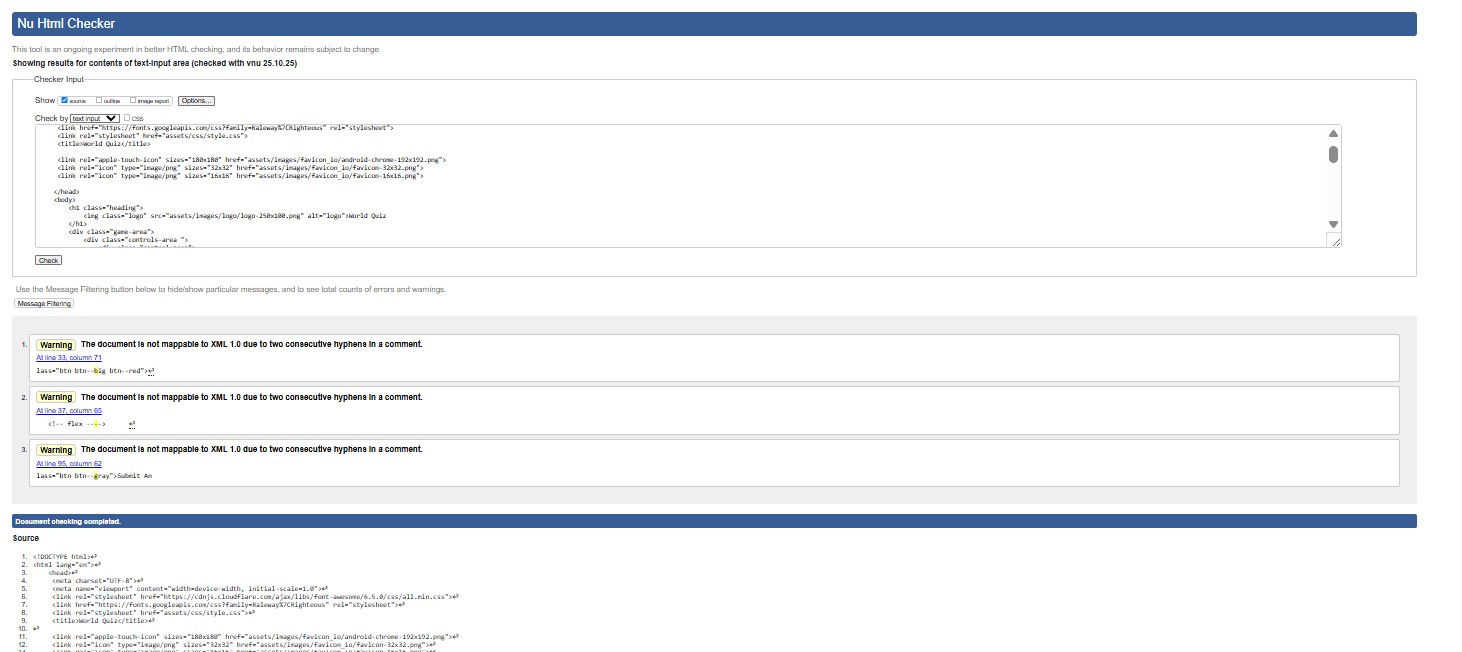 Nu Html Checker
This tool is an ongoing experiment in better HTML checking, and its behavior remains subject to change
Showing results for contents of text-input area (checked with vnu 25.10.25)
Checker Input
Show source outline image report Options...
Check by text input css
<link href="https://fonts.googleapis.com/css?family=Raleway%7CRighteous" rel="stylesheet">
<link rel="stylesheet" href="assets/css/style.css">
<title>World Quiz</title>
<link rel="apple-touch-icon" sizes="180x180" href="assets/images/favicon_io/android-chrome-192x192.png">
<link rel="icon" type="image/png" sizes="32x32" href="assets/images/favicon_io/favicon-32x32.png">
<link rel="icon" type="image/png" sizes="16x16" href="assets/images/favicon_io/favicon-16x16.png">
</head>
<body>
<h1 class="heading">
<img class="logo" src="assets/images/logo/logo-250x100.png" alt="logo">World Quiz
</h1>
<div class="game-area">
<div class="controls-area ">
Check
Use the Message Filtering button below to hide/show particular messages, and to see total counts of errors and warnings.
Message Filtering
1. Warning The document is not mappable to XML 1.0 due to two consecutive hyphens in a comment.
At line 33, column 71
lass="btn btn--big btn--red">↩
2. Warning The document is not mappable to XML 1.0 due to two consecutive hyphens in a comment.
At line 37, column 65
<!-- flex ----> ↩
3. Warning The document is not mappable to XML 1.0 due to two consecutive hyphens in a comment.
At line 95, column 62
lass="btn btn--gray">Submit An
Document checking completed.
Source
1. <!DOCTYPE html>↩
2. <html lang="en">↩
3. <head>↩
4. <meta charset="UTF-8">↩
5. <meta name="viewport" content="width=device-width, initial-scale=1.0">↩
6. <link rel="stylesheet" href="https://cdnjs.cloudflare.com/ajax/libs/font-awesome/6.5.0/css/all.min.css">↩
7. <link href="https://fonts.googleapis.com/css?family=Raleway%7CRighteous" rel="stylesheet">↩
8. <link rel="stylesheet" href="assets/css/style.css">↩
9. <title>World Quiz</title>↩
10. ↩
11. <link rel="apple-touch-icon" sizes="180x180" href="assets/images/favicon_io/android-chrome-192x192.png">↩
12. <link rel="icon" type="image/png" sizes="32x32" href="assets/images/favicon_io/favicon-32x32.png">↩